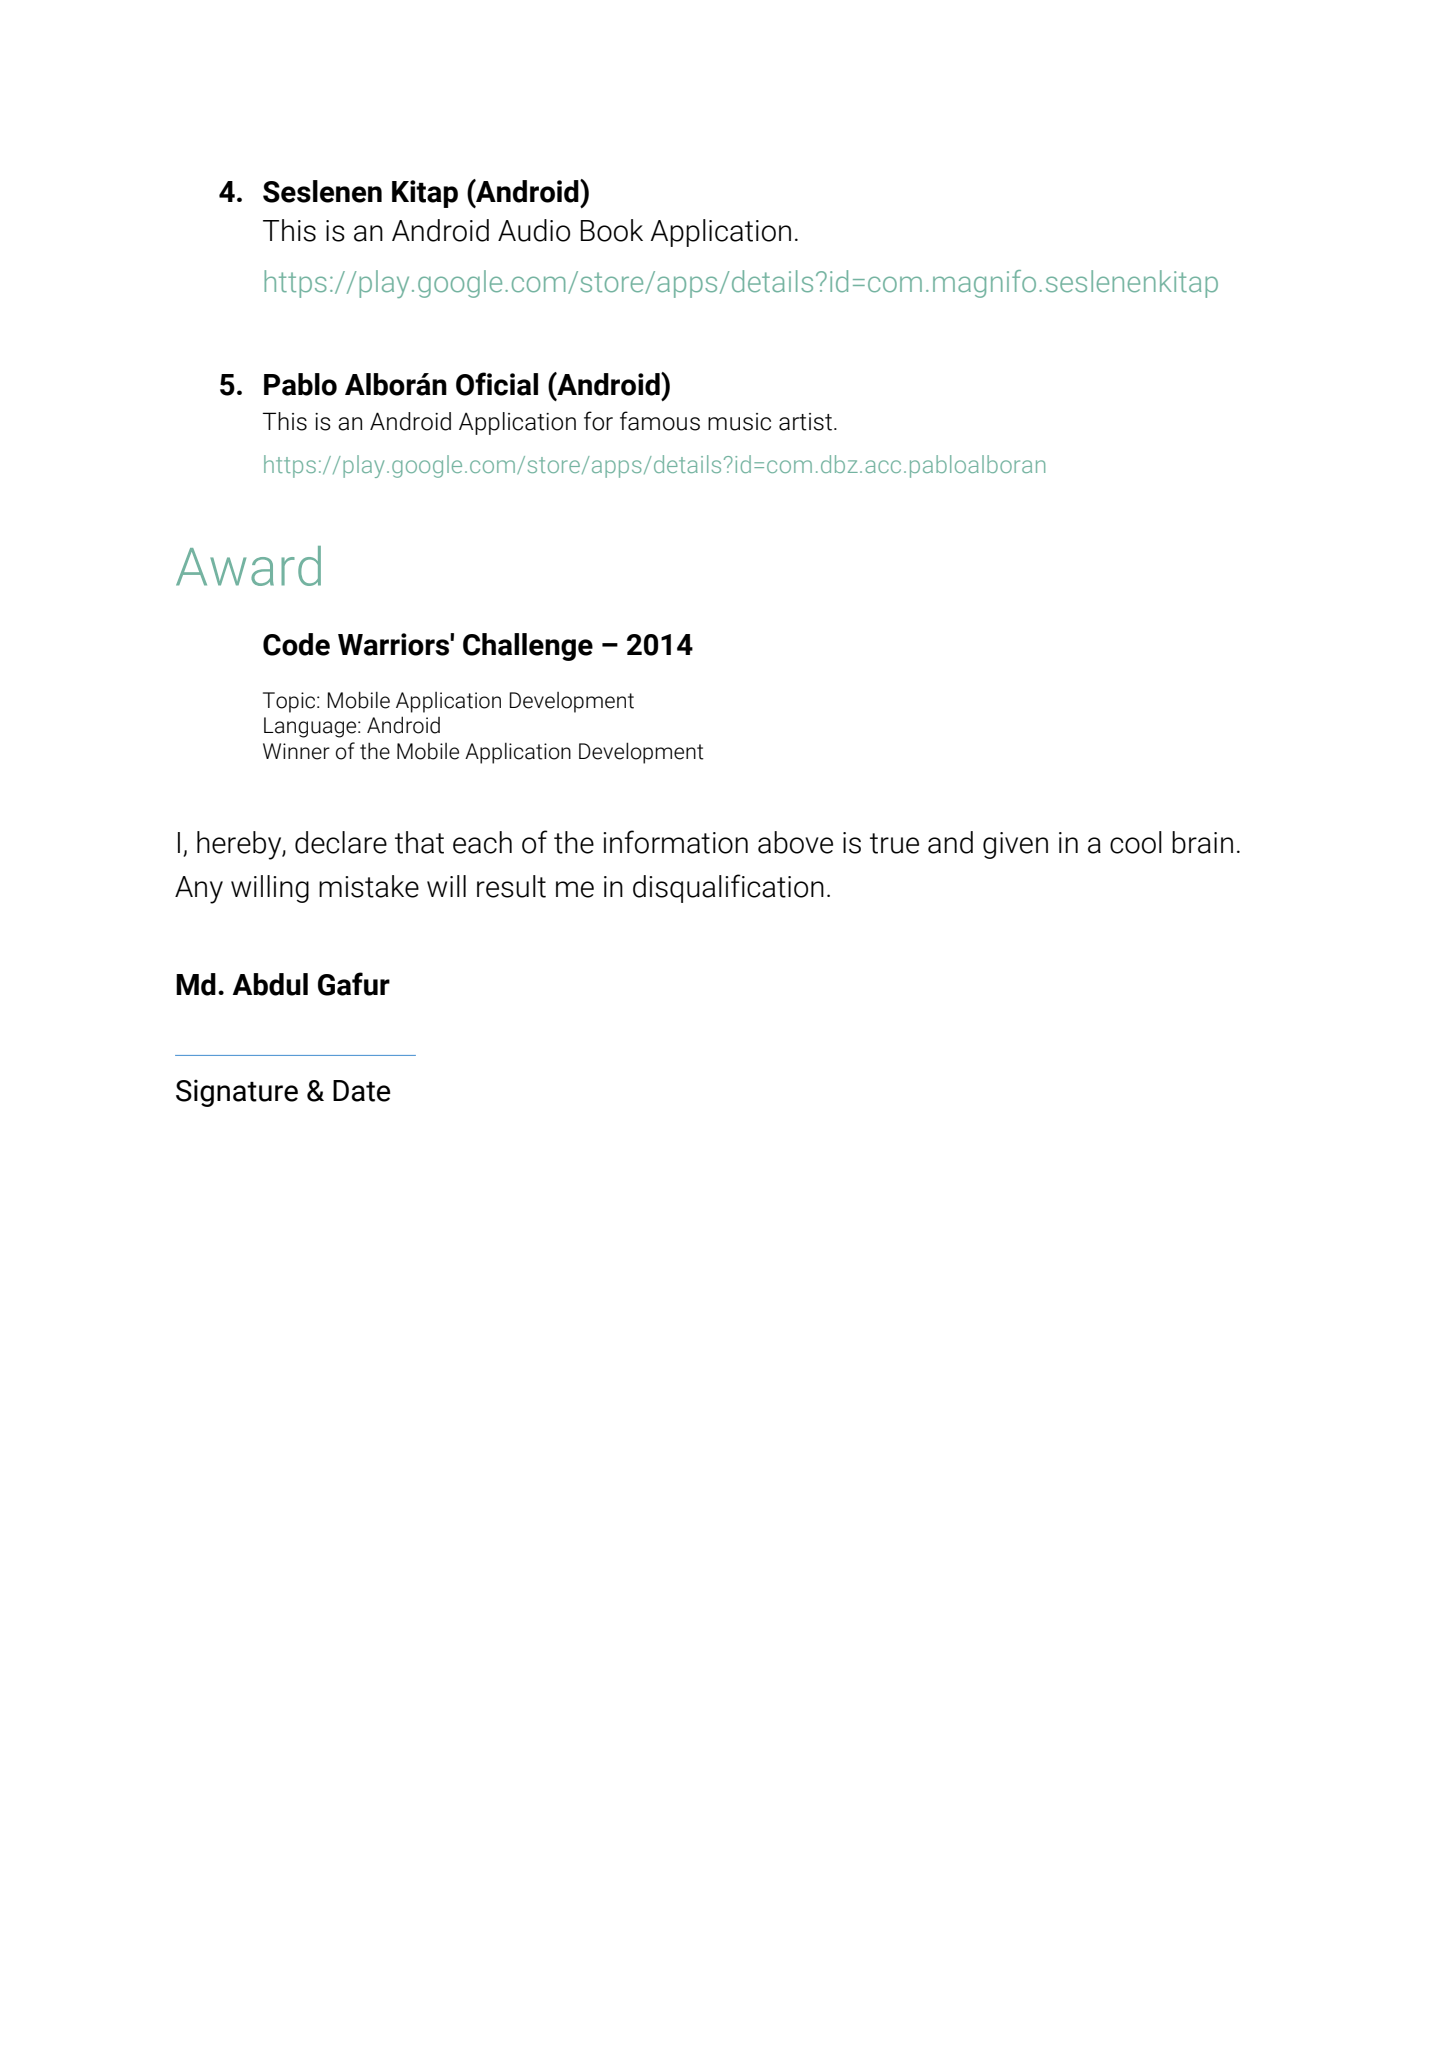 4. Seslenen Kitap (Android)
This is an Android Audio Book Application.
https://play.google.com/store/apps/details?id=com.magnifo.seslenenkitap
5. Pablo Alborán Oficial (Android)
This is an Android Application for famous music artist.
https://play.google.com/store/apps/details?id=com.dbz.acc.pabloalboran
Award
Code Warriors' Challenge – 2014
Topic: Mobile Application Development
Language: Android
Winner of the Mobile Application Development
I, hereby, declare that each of the information above is true and given in a cool brain.
Any willing mistake will result me in disqualification.
Md. Abdul Gafur
Signature & Date